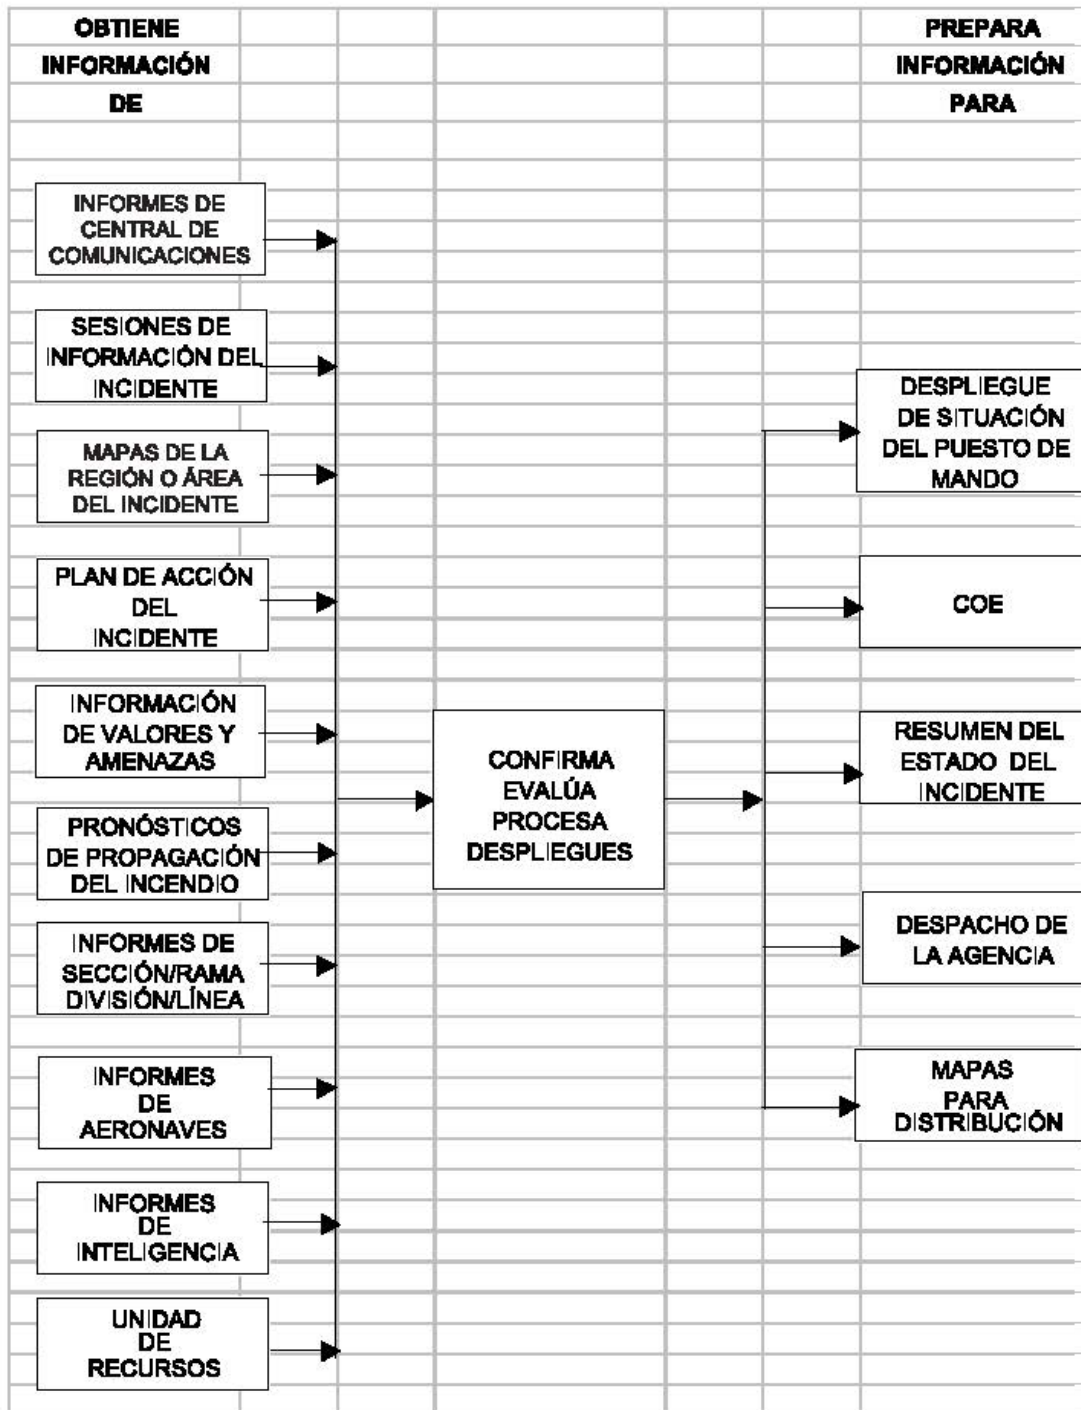 OBTIENE
INFORMACIÓN
DE
PREPARA
INFORMACIÓN
PARA
INFORMES DE
CENTRAL DE
COMUNICACIONES
SESIONES DE
INFORMACIÓN DEL
INCIDENTE
MAPAS DE LA
REGIÓN O ÁREA
DEL INCIDENTE
PLAN DE ACCIÓN
DEL
INCIDENTE
INFORMACIÓN
DE VALORES Y
AMENAZAS
PRONÓSTICOS
DE PROPAGACIÓN
DEL INCENDIO
INFORMES DE
SECCIÓN/RAMA
DIVISIÓN/LÍNEA
INFORMES
DE
AERONAVES
INFORMES
DE
INTELIGENCIA
UNIDAD
DE
RECURSOS
CONFIRMA
EVALÚA
PROCESA
DESPLIEGUES
DESPLIEGUE
DE SITUACIÓN
DEL PUESTO DE
MANDO
COE
RESUMEN DEL
ESTADO DEL
INCIDENTE
DESPACHO DE
LA AGENCIA
MAPAS
PARA
DISTRIBUCIÓN